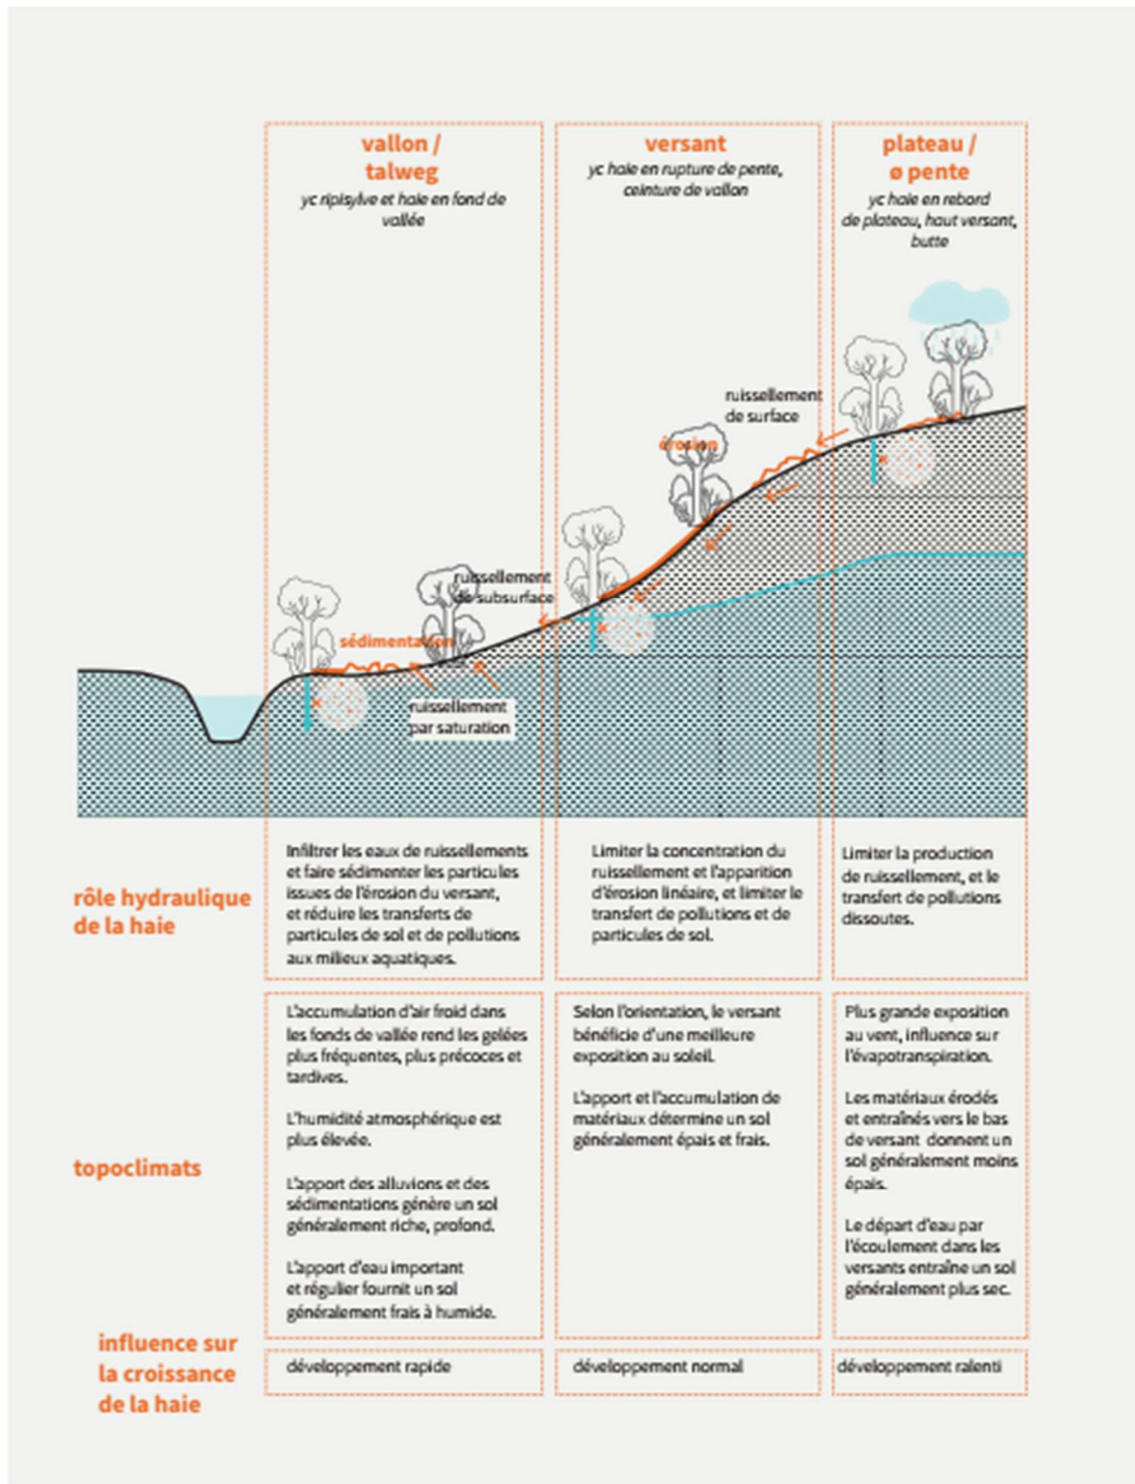 vallon /
talweg
yc ripisylve et haie en fond de
vallée
versant
yc haie en rupture de pente,
ceinture de vallon
plateau /
ø pente
yc haie en rebord
de plateau, haut versant,
butte
ruissellement
de surface
érosion
ruissellement
de subsurface
sédimentation
ruissellement
par saturation
rôle hydraulique
de la haie
Infiltrer les eaux de ruissellements
et faire sédimenter les particules
issues de l'érosion du versant,
et réduire les transferts de
particules de sol et de pollutions
aux milieux aquatiques.
Limiter la concentration du
ruissellement et l'apparition
d'érosion linéaire, et limiter le
transfert de pollutions et de
particules de sol.
Limiter la production
de ruissellement, et le
transfert de pollutions
dissoutes.
topoclimats
L'accumulation d'air froid dans
les fonds de vallée rend les gelées
plus fréquentes, plus précoces et
tardives.
L'humidité atmosphérique est
plus élevée.
L'apport des alluvions et des
sédimentations génère un sol
généralement riche, profond.
L'apport d'eau important
et régulier fournit un sol
généralement frais à humide.
Selon l'orientation, le versant
bénéficie d'une meilleure
exposition au soleil.
L'apport et l'accumulation de
matériaux détermine un sol
généralement épais et frais.
Plus grande exposition
au vent, influence sur
l'évapotranspiration.
Les matériaux érodés
et entraînés vers le bas
de versant donnent un
sol généralement moins
épais.
Le départ d'eau par
l'écoulement dans les
versants entraîne un sol
généralement plus sec.
influence sur
la croissance
de la haie
développement rapide
développement normal
développement ralenti